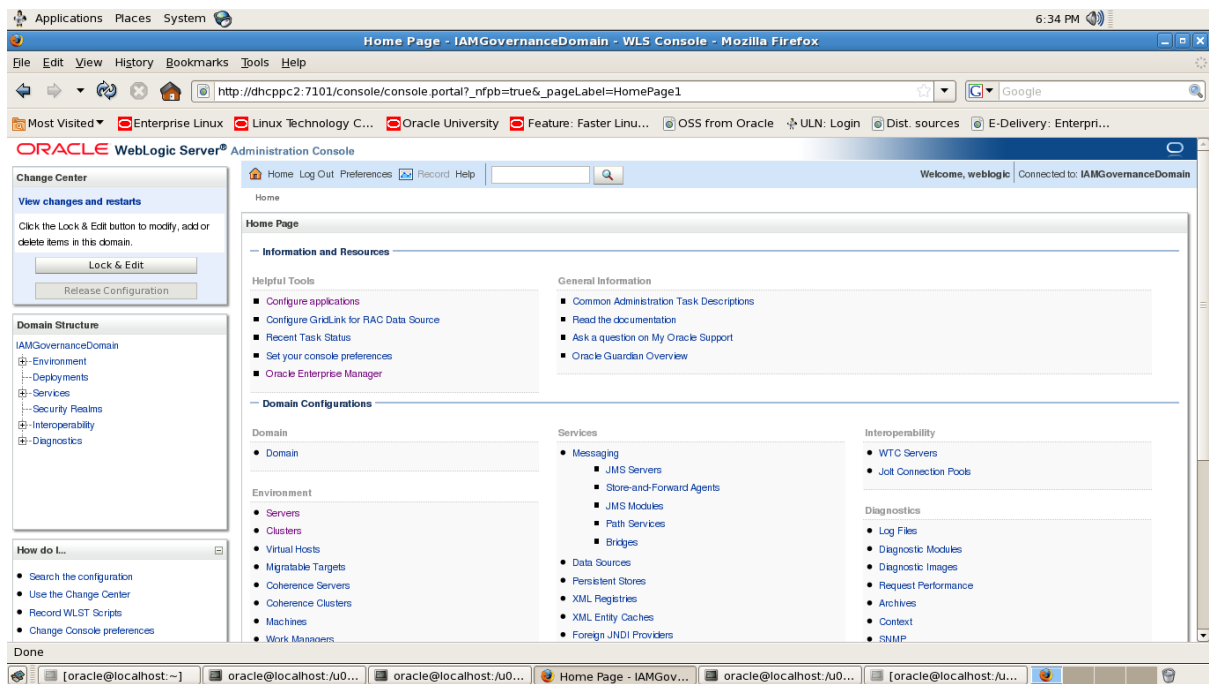 Applications Places System 6:34 PM
Home Page - IAMGovernanceDomain - WLS Console - Mozilla Firefox
File Edit View History Bookmarks Tools Help
http://dhcppc2:7101/console/console.portal?_nfpb=true&_pageLabel=HomePage1 G Google
Most Visited Enterprise Linux Linux Technology C... Oracle University Feature: Faster Linu... OSS from Oracle ULN: Login Dist. sources E-Delivery: Enterpri...
ORACLE WebLogic Server® Administration Console
Change Center
View changes and restarts
Click the Lock & Edit button to modify, add or
delete items in this domain.
Lock & Edit
Release Configuration
Domain Structure
IAMGovernanceDomain
Environment
Deployments
Services
Security Realms
Interoperability
Diagnostics
How do I...
Search the configuration
Use the Change Center
Record WLST Scripts
Change Console preferences
Home Log Out Preferences Record Help
Welcome, weblogic Connected to: IAMGovernanceDomain
Home
Home Page
Information and Resources
Helpful Tools
Configure applications
Configure GridLink for RAC Data Source
Recent Task Status
Set your console preferences
Oracle Enterprise Manager
General Information
Common Administration Task Descriptions
Read the documentation
Ask a question on My Oracle Support
Oracle Guardian Overview
Domain Configurations
Domain
Domain
Environment
Servers
Clusters
Virtual Hosts
Migratable Targets
Coherence Servers
Coherence Clusters
Machines
Work Managers
Services
Messaging
JMS Servers
Store-and-Forward Agents
JMS Modules
Path Services
Bridges
Data Sources
Persistent Stores
XML Registries
XML Entity Caches
Foreign JNDI Providers
Interoperability
WTC Servers
Jolt Connection Pools
Diagnostics
Log Files
Diagnostic Modules
Diagnostic Images
Request Performance
Archives
Context
SNMP
Done
[oracle@localhost:~] oracle@localhost:/u0... oracle@localhost:/u0... Home Page - IAMGov... oracle@localhost:/u0... [oracle@localhost:/u...